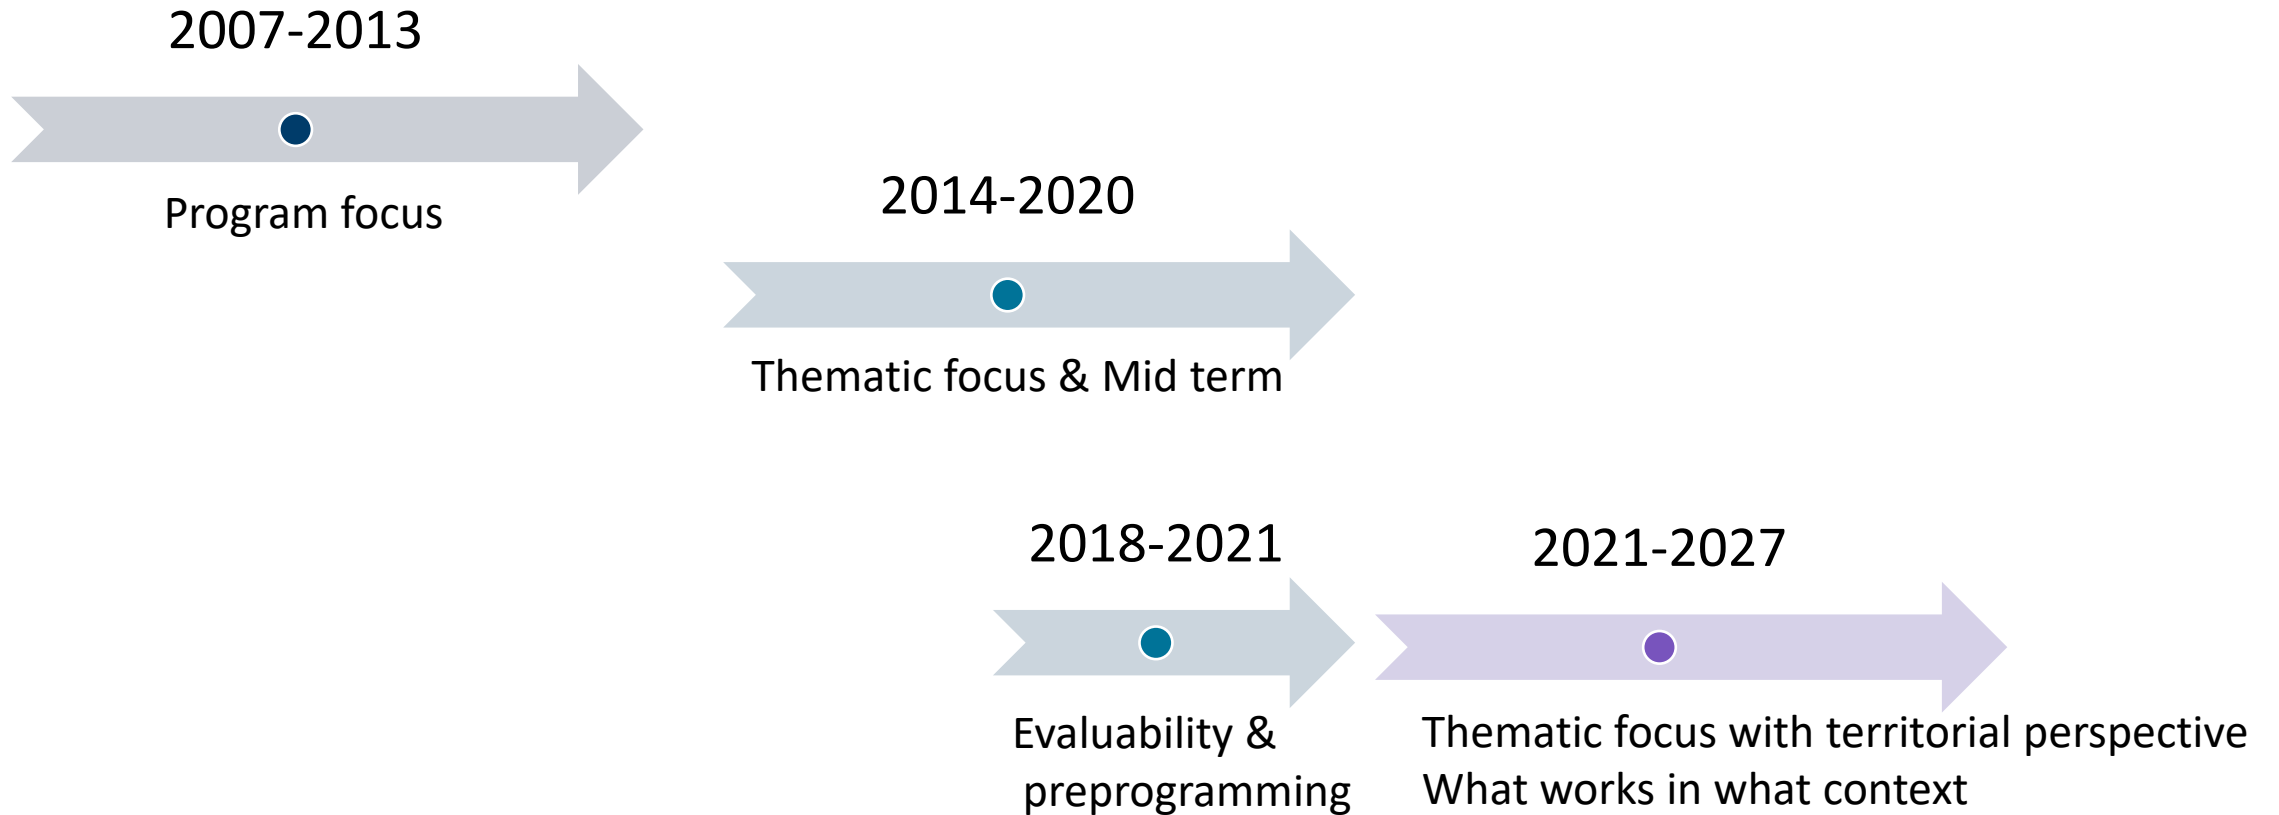 2007-2013
Program focus
2014-2020
Thematic focus & Mid term
2018-2021
Evaluability &
preprogramming
2021-2027
Thematic focus with territorial perspective
What works in what context